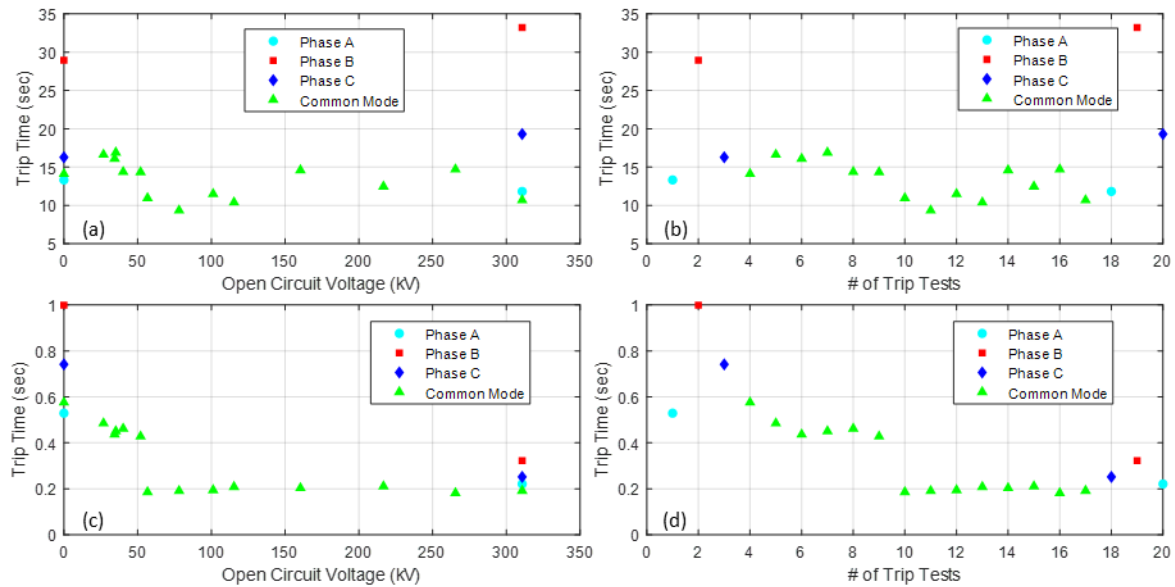 35
30
25
20
15
10
5
Trip Time (sec)
Phase A
Phase B
Phase C
Common Mode
(a)
0 50 100 150 200 250 300 350
Open Circuit Voltage (kV)
35
30
25
20
15
10
5
Trip Time (sec)
Phase A
Phase B
Phase C
Common Mode
(b)
0 2 4 6 8 10 12 14 16 18 20
# of Trip Tests
1
0.8
0.6
0.4
0.2
0
Trip Time (sec)
Phase A
Phase B
Phase C
Common Mode
(c)
0 50 100 150 200 250 300 350
Open Circuit Voltage (kV)
1
0.8
0.6
0.4
0.2
0
Trip Time (sec)
Phase A
Phase B
Phase C
Common Mode
(d)
0 2 4 6 8 10 12 14 16 18 20
# of Trip Tests